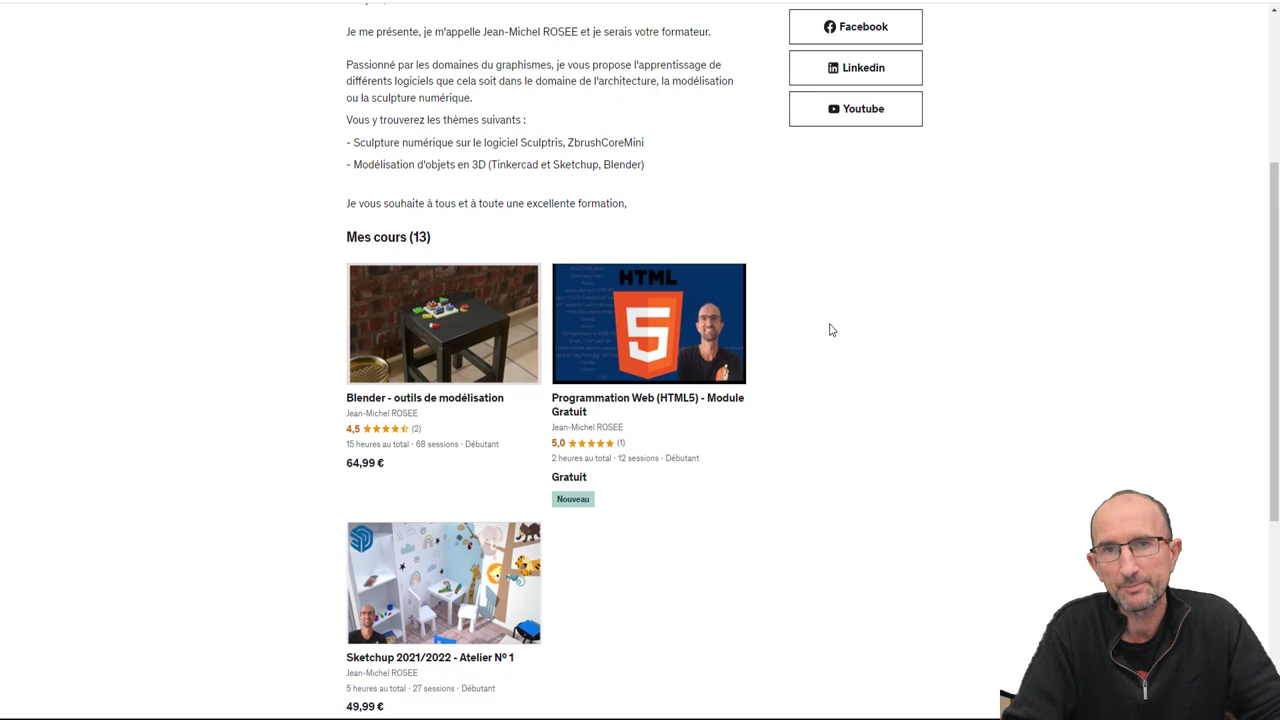 Je me présente, je m'appelle Jean-Michel ROSEE et je serais votre formateur.
Passionné par les domaines du graphismes, je vous propose l'apprentissage de
différents logiciels que cela soit dans le domaine de l'architecture, la modélisation
ou la sculpture numérique.
Vous y trouverez les thèmes suivants :
- Sculpture numérique sur le logiciel Sculptris, ZbrushCoreMini
- Modélisation d'objets en 3D (Tinkercad et Sketchup, Blender)
Je vous souhaite à tous et à toute une excellente formation,
Facebook
Linkedin
Youtube
Mes cours (13)
HTML
5
Blender - outils de modélisation
Jean-Michel ROSEE
4,5 (2)
15 heures au total · 68 sessions · Débutant
64,99 €
Programmation Web (HTML5) - Module
Gratuit
Jean-Michel ROSEE
5,0 (1)
2 heures au total · 12 sessions · Débutant
Gratuit
Nouveau
Sketchup 2021/2022 - Atelier N° 1
Jean-Michel ROSEE
5 heures au total · 27 sessions · Débutant
49,99 €